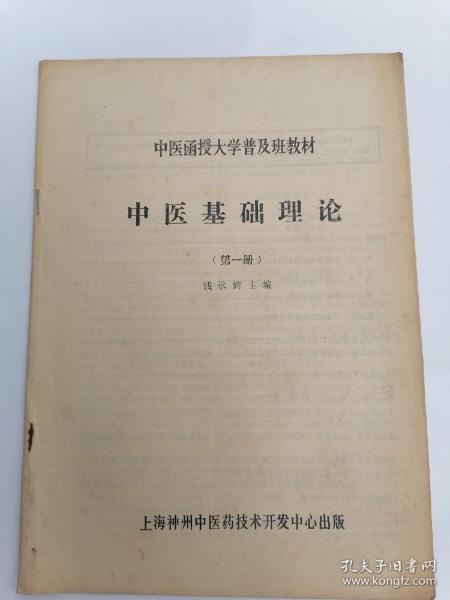 中医函授大学普及班教材
中医基础理论
（第一册）
钱承辉主编
上海神州中医药技术开发中心出版
孔夫子旧书网
www.kongfz.com